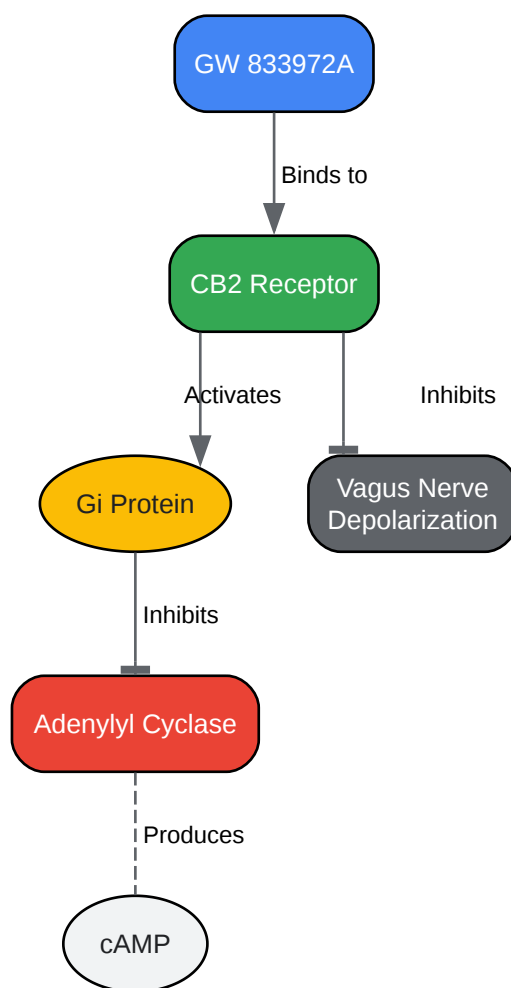 GW 833972A
Binds to
CB2 Receptor
Activates
Inhibits
Gi Protein
Vagus Nerve
Depolarization
Inhibits
Adenylyl Cyclase
Produces
cAMP